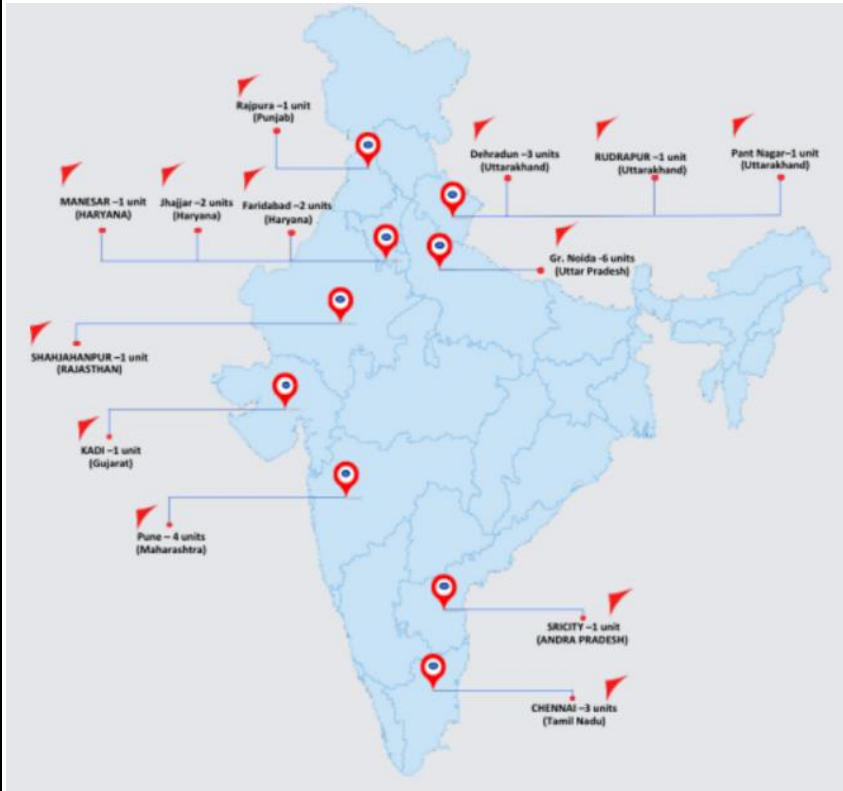 Rajpura –1 unit
(Punjab)
Dehradun –3 units
(Uttarakhand)
RUDRAPUR –1 unit
(Uttarakhand)
Pant Nagar–1 unit
(Uttarakhand)
MANESAR –1 unit
(HARYANA)
Jhajjar –2 units
(Haryana)
Faridabad –2 units
(Haryana)
Gr. Noida -6 units
(Uttar Pradesh)
SHAHJAHANPUR –1 unit
(RAJASTHAN)
KADI –1 unit
(Gujarat)
Pune – 4 units
(Maharashtra)
SRICITY –1 unit
(ANDRA PRADESH)
CHENNAI –3 units
(Tamil Nadu)